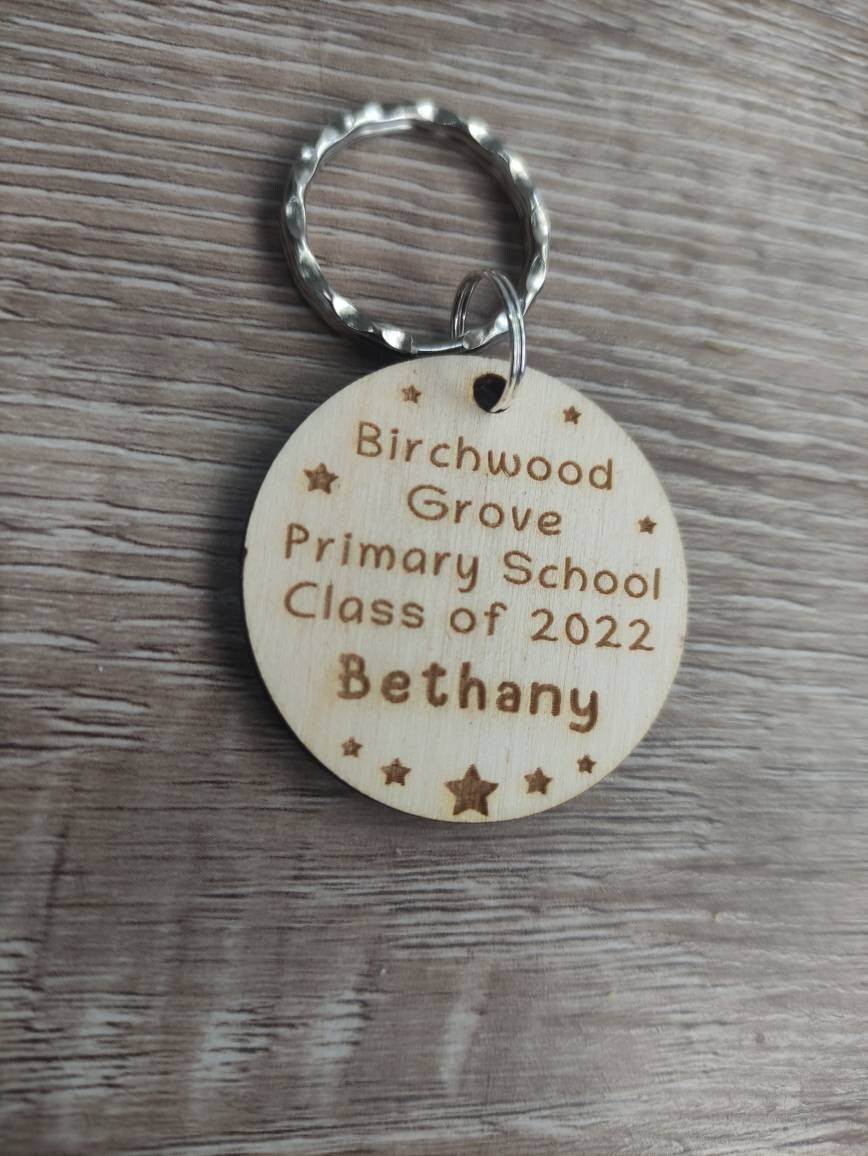 Birchwood
Grove
Primary School
Class of 2022
Bethany